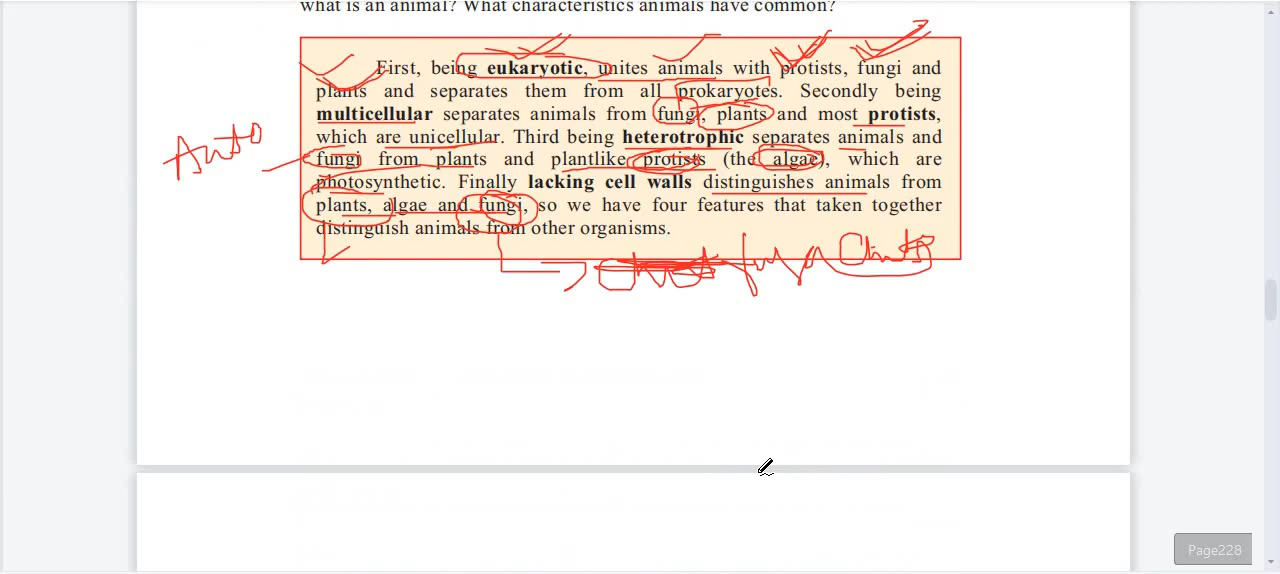 what is an animal? What characteristics animals have common?
First, being eukaryotic, unites animals with protists, fungi and
plants and separates them from all prokaryotes. Secondly being
multicellular separates animals from fungi, plants and most protists,
which are unicellular. Third being heterotrophic separates animals and
Auto
fungi from plants and plantlike protists (the algae), which are
photosynthetic. Finally lacking cell walls distinguishes animals from
plants, algae and fungi, so we have four features that taken together
distinguish animals from other organisms.
Page228